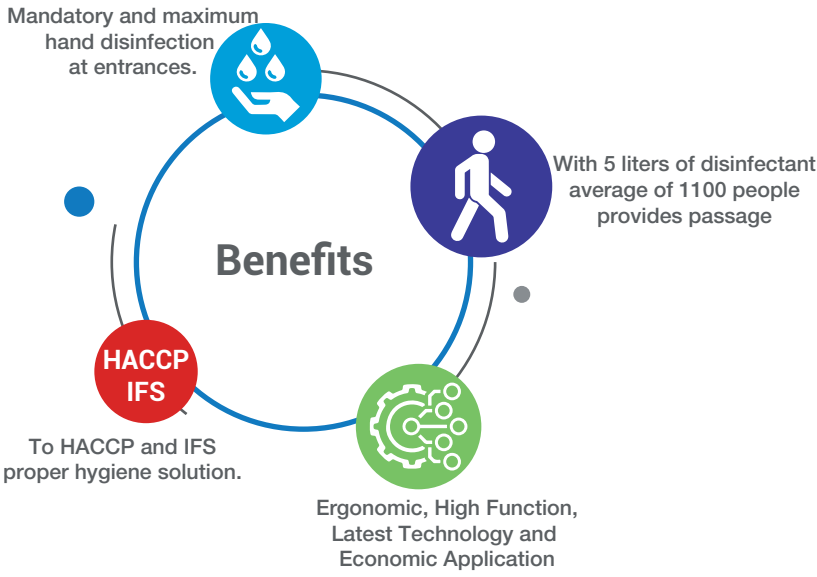 Mandatory and maximum
hand disinfection
at entrances.
With 5 liters of disinfectant
average of 1100 people
provides passage
Benefits
HACCP
IFS
To HACCP and IFS
proper hygiene solution.
Ergonomic, High Function,
Latest Technology and
Economic Application